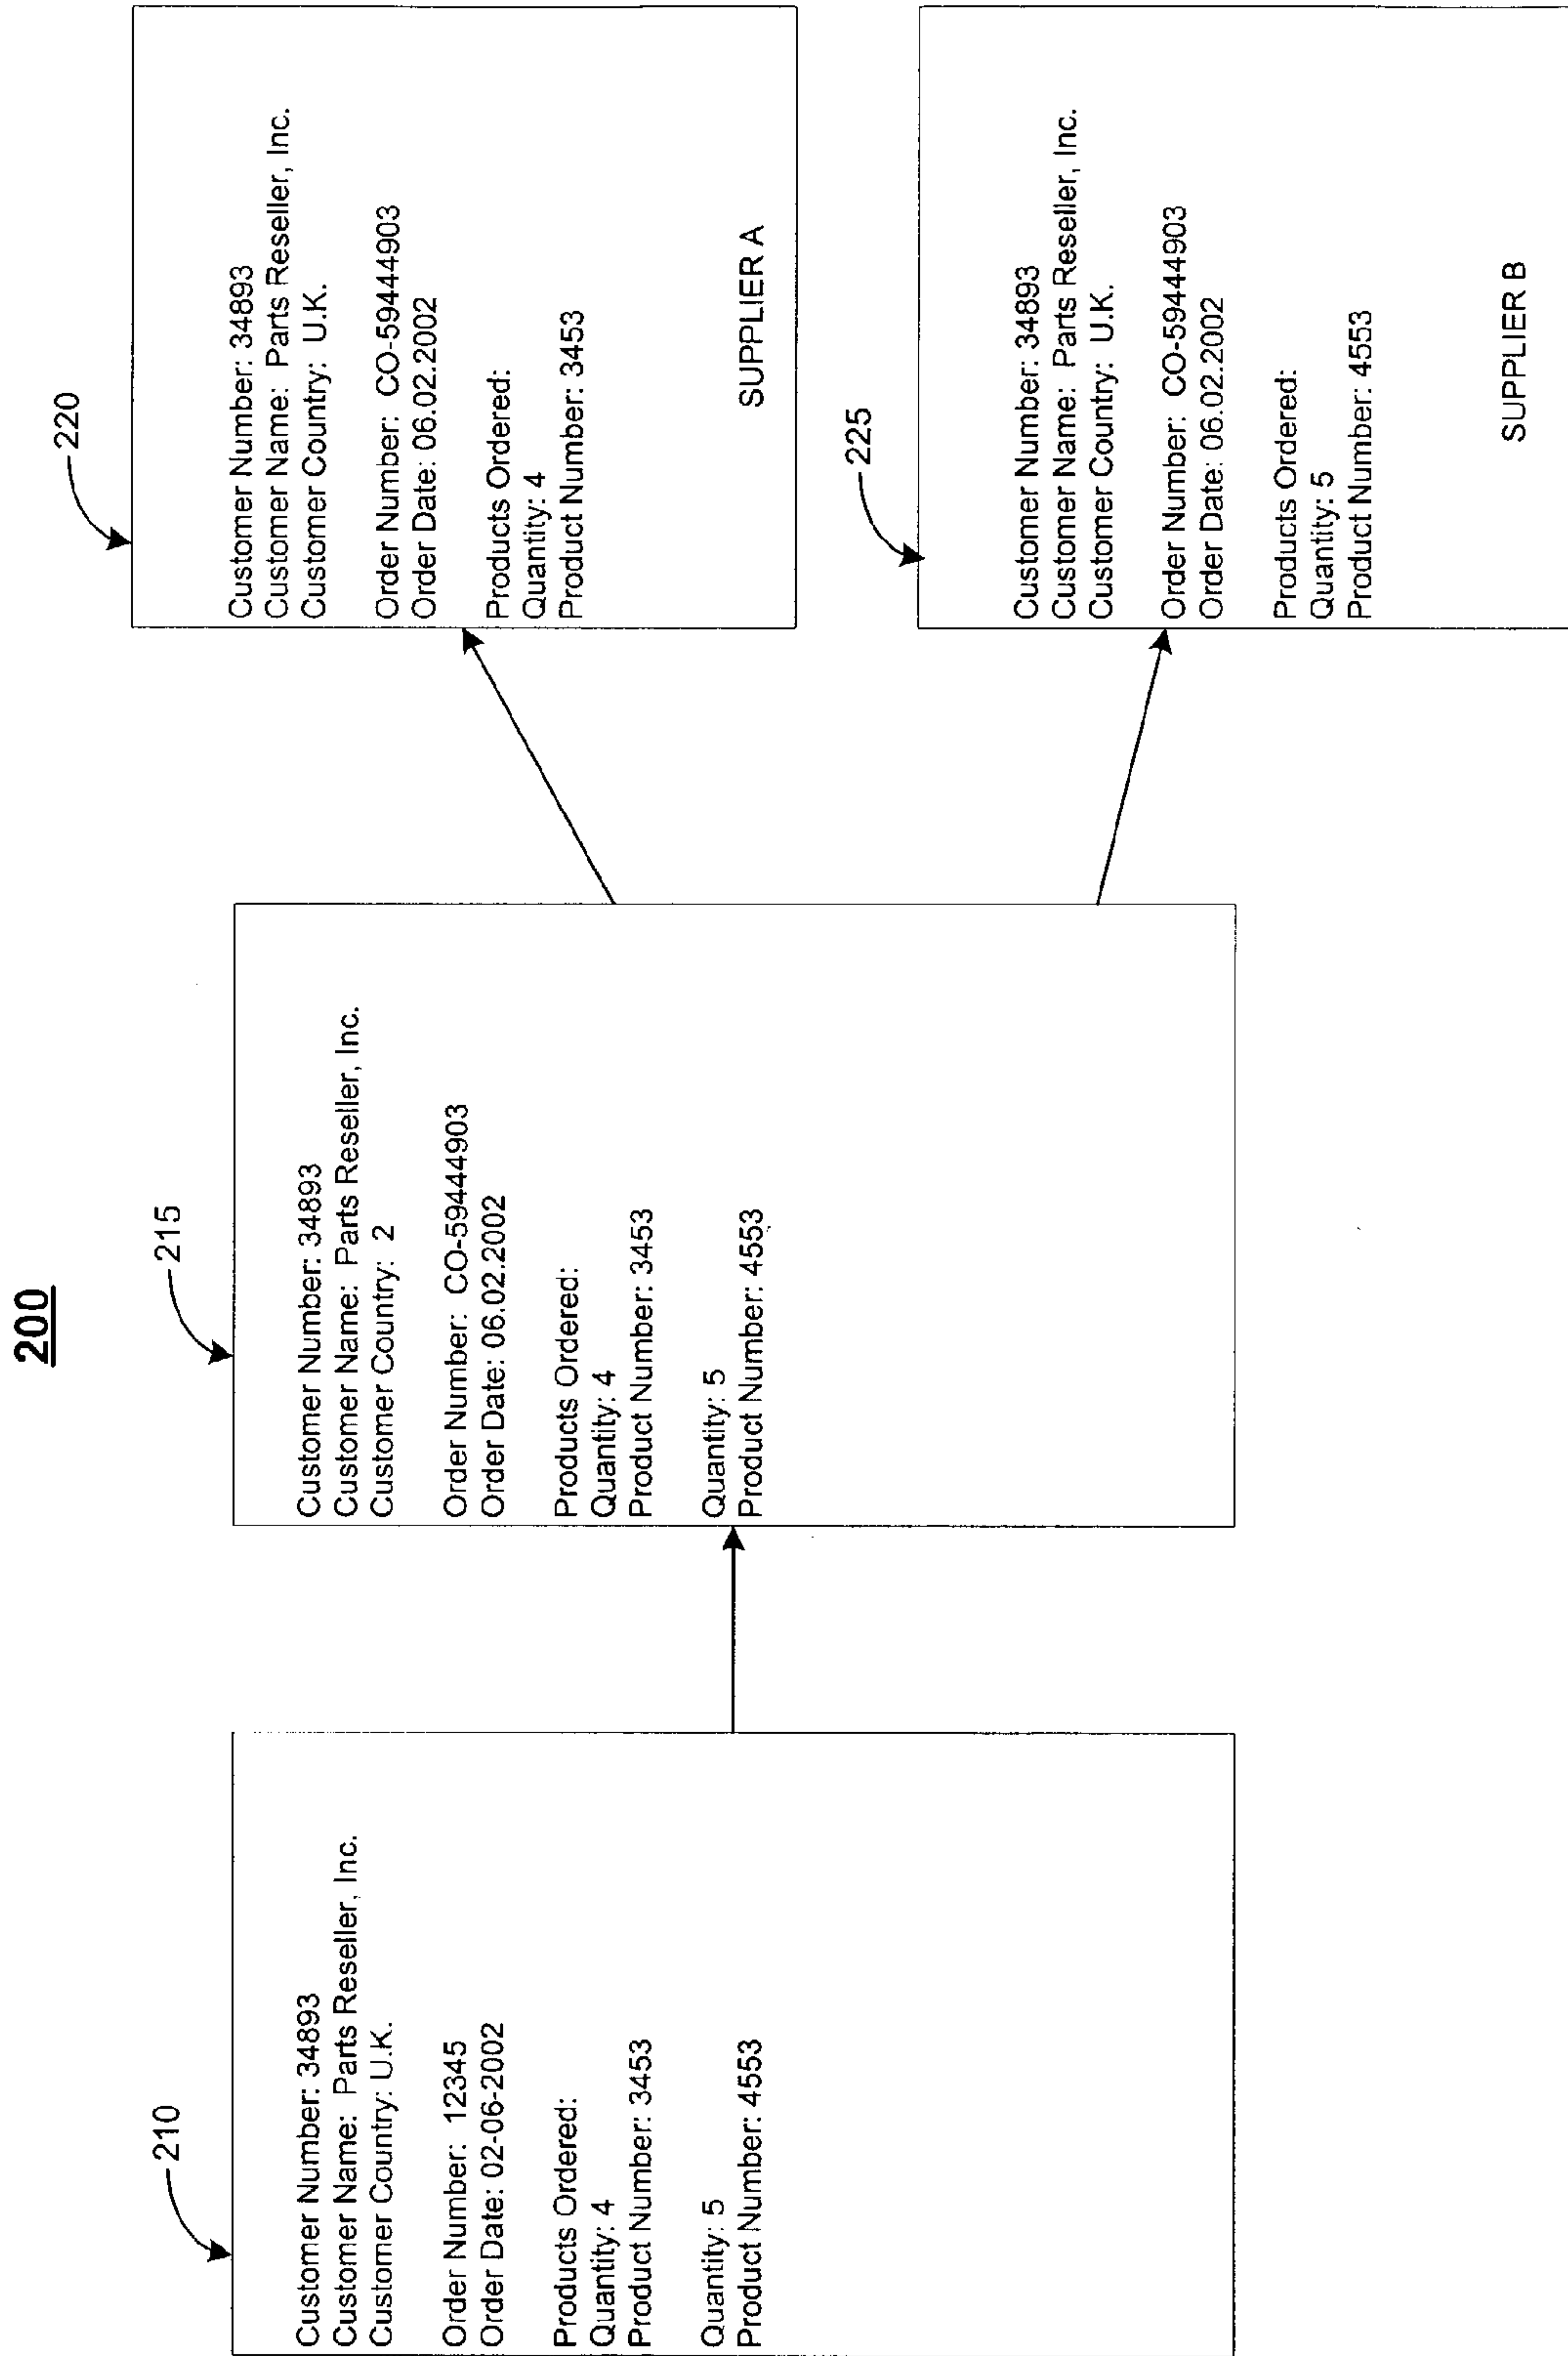 200
210
Customer Number: 34893
Customer Name: Parts Reseller, Inc.
Customer Country: U.K.
Order Number: 12345
Order Date: 02-06-2002
Products Ordered:
Quantity: 4
Product Number: 3453
Quantity: 5
Product Number: 4553
215
Customer Number: 34893
Customer Name: Parts Reseller, Inc.
Customer Country: 2
Order Number: CO-59444903
Order Date: 06.02.2002
Products Ordered:
Quantity: 4
Product Number: 3453
Quantity: 5
Product Number: 4553
220
Customer Number: 34893
Customer Name: Parts Reseller, Inc.
Customer Country: U.K.
Order Number: CO-59444903
Order Date: 06.02.2002
Products Ordered:
Quantity: 4
Product Number: 3453
SUPPLIER A
225
Customer Number: 34893
Customer Name: Parts Reseller, Inc.
Customer Country: U.K.
Order Number: CO-59444903
Order Date: 06.02.2002
Products Ordered:
Quantity: 5
Product Number: 4553
SUPPLIER B